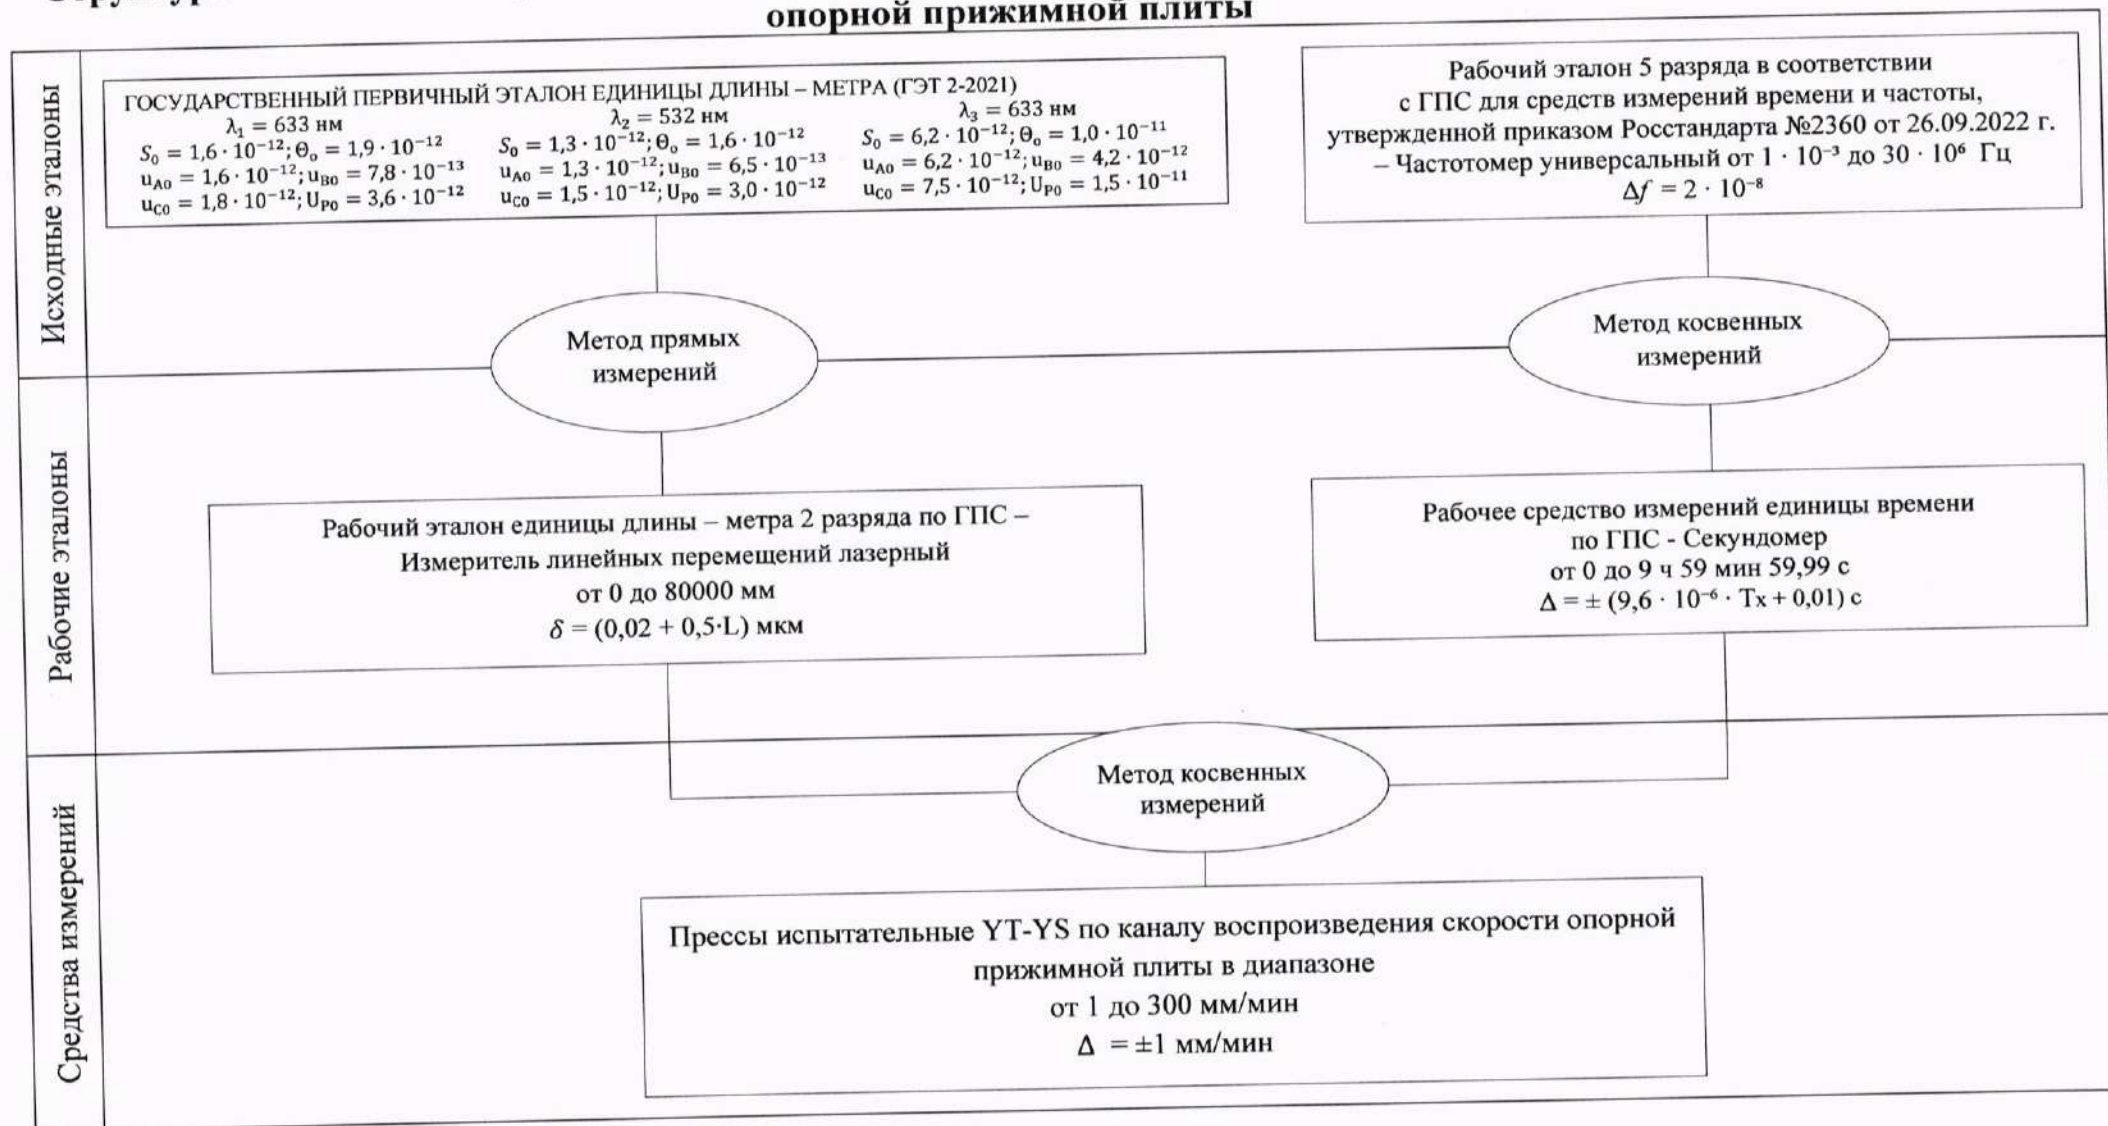 опорной прижимной плиты
Исходные эталоны
ГОСУДАРСТВЕННЫЙ ПЕРВИЧНЫЙ ЭТАЛОН ЕДИНИЦЫ ДЛИНЫ – МЕТРА (ГЭТ 2-2021)
λ₁ = 633 нм
S₀ = 1,6 · 10⁻¹²; Θₒ = 1,9 · 10⁻¹²
u_A0 = 1,6 · 10⁻¹²; u_B0 = 7,8 · 10⁻¹³
u_C0 = 1,8 · 10⁻¹²; U_P0 = 3,6 · 10⁻¹²
λ₂ = 532 нм
S₀ = 1,3 · 10⁻¹²; Θₒ = 1,6 · 10⁻¹²
u_A0 = 1,3 · 10⁻¹²; u_B0 = 6,5 · 10⁻¹³
u_C0 = 1,5 · 10⁻¹²; U_P0 = 3,0 · 10⁻¹²
λ₃ = 633 нм
S₀ = 6,2 · 10⁻¹²; Θₒ = 1,0 · 10⁻¹¹
u_A0 = 6,2 · 10⁻¹²; u_B0 = 4,2 · 10⁻¹²
u_C0 = 7,5 · 10⁻¹²; U_P0 = 1,5 · 10⁻¹¹
Рабочий эталон 5 разряда в соответствии
с ГПС для средств измерений времени и частоты,
утвержденной приказом Росстандарта №2360 от 26.09.2022 г.
– Частотомер универсальный от 1 · 10⁻³ до 30 · 10⁶ Гц
Δf = 2 · 10⁻⁸
Метод прямых
измерений
Метод косвенных
измерений
Рабочие эталоны
Рабочий эталон единицы длины – метра 2 разряда по ГПС –
Измеритель линейных перемещений лазерный
от 0 до 80000 мм
δ = (0,02 + 0,5·L) мкм
Рабочее средство измерений единицы времени
по ГПС - Секундомер
от 0 до 9 ч 59 мин 59,99 с
Δ = ± (9,6 · 10⁻⁶ · Тх + 0,01) с
Метод косвенных
измерений
Средства измерений
Прессы испытательные YT-YS по каналу воспроизведения скорости опорной
прижимной плиты в диапазоне
от 1 до 300 мм/мин
Δ = ±1 мм/мин